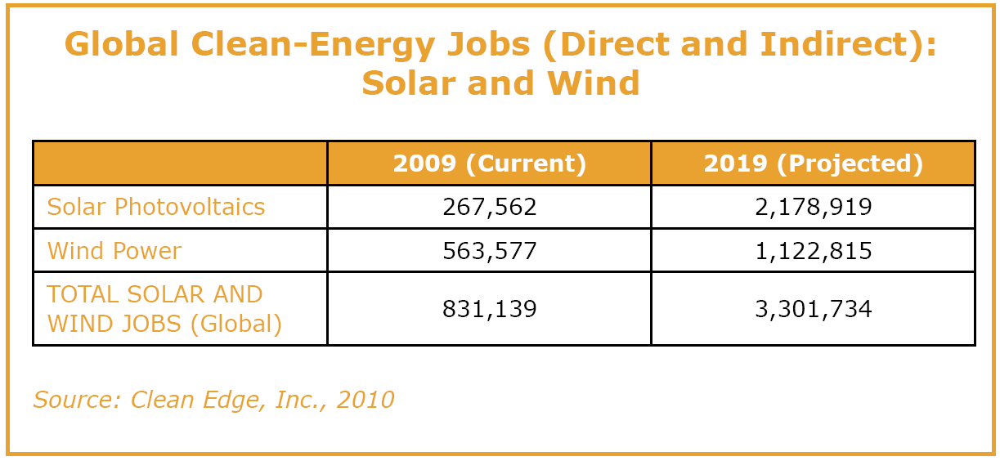 Global Clean-Energy Jobs (Direct and Indirect):
Solar and Wind
2009 (Current) 2019 (Projected)
Solar Photovoltaics 267,562 2,178,919
Wind Power 563,577 1,122,815
TOTAL SOLAR AND
WIND JOBS (Global) 831,139 3,301,734
Source: Clean Edge, Inc., 2010